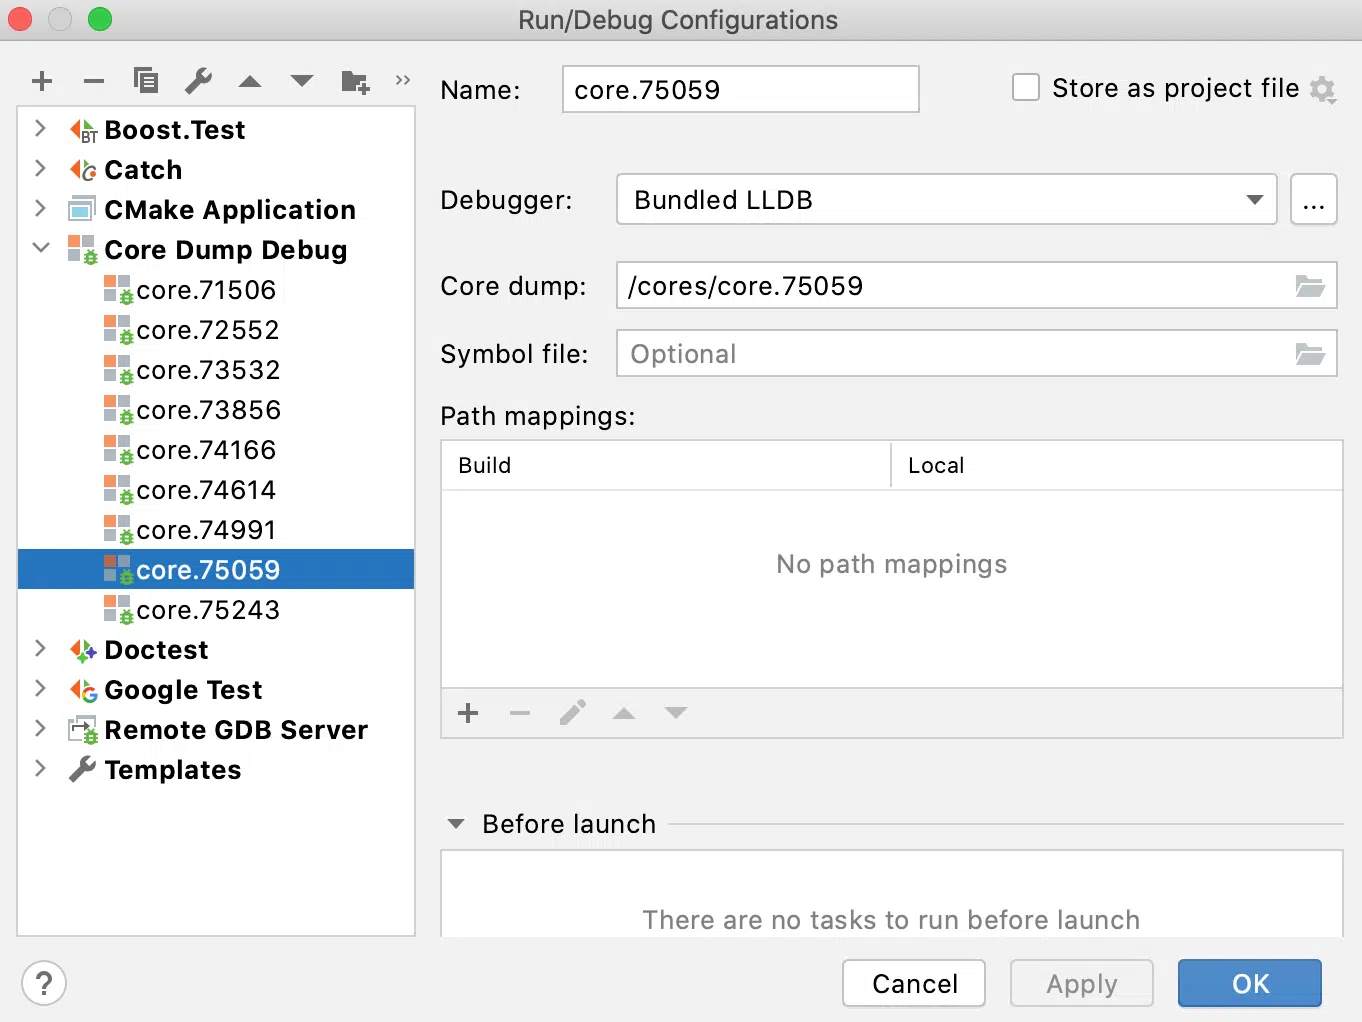 Run/Debug Configurations
Name: core.75059
Store as project file
Boost.Test
Catch
CMake Application
Core Dump Debug
core.71506
core.72552
core.73532
core.73856
core.74166
core.74614
core.74991
core.75059
core.75243
Doctest
Google Test
Remote GDB Server
Templates
Debugger: Bundled LLDB ...
Core dump: /cores/core.75059
Symbol file: Optional
Path mappings:
Build Local
No path mappings
Before launch
There are no tasks to run before launch
? Cancel Apply OK